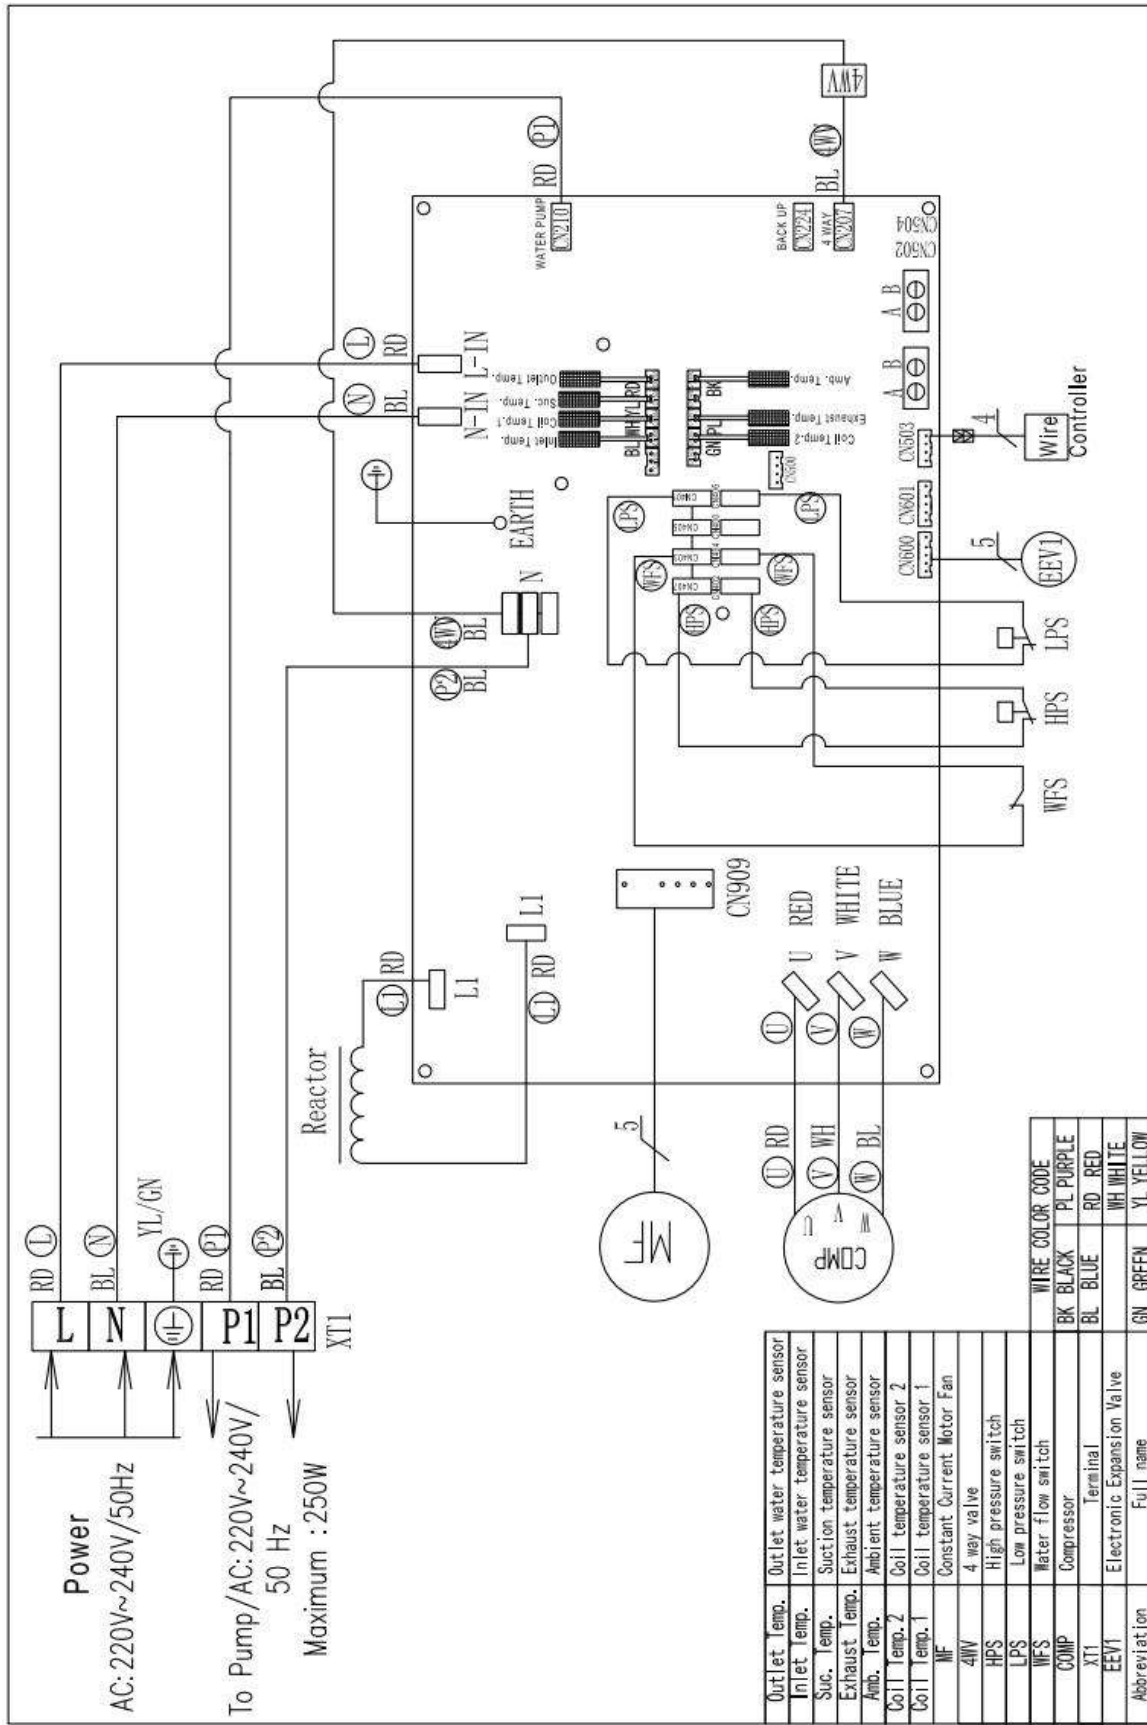 Power
AC:220V~240V/50Hz
To Pump/AC:220V~240V/
50 Hz
Maximum :250W
L
N
P1
P2
XT1
RD L
BL N
YL/GN
RD P1
BL P2
Reactor
L1 RD
L1
L1 RD
L1
P2 BL
4WV BL
N
EARTH
N BL
N-IN
L RD
L-IN
RD P1
WATER PUMP
CN210
BACK UP
CN224
4 WAY
CN207
BL 4WV
4WV
CN502
CN504
A B
A B
Outlet Temp.
Suc. Temp.
Coil Temp.1
Inlet Temp.
BL WH YL RD
GN PL BK
Amb. Temp.
Exhaust Temp.
Coil Temp.2
LPS
WFS
HPS
LPS
WFS
HPS
CN503
CN601
CN600
4
Wire
Controller
5
EEV1
LPS
HPS
WFS
CN909
5
MF
U RED
V WHITE
W BLUE
U
V
W
U RD
V WH
W BL
COMP
U
V
W
Outlet Temp. Outlet water temperature sensor
Inlet Temp. Inlet water temperature sensor
Suc. Temp. Suction temperature sensor
Exhaust Temp. Exhaust temperature sensor
Amb. Temp. Ambient temperature sensor
Coil Temp.2 Coil temperature sensor 2
Coil Temp.1 Coil temperature sensor 1
MF Constant Current Motor Fan
4WV 4 way valve
HPS High pressure switch
LPS Low pressure switch
WFS Water flow switch
COMP Compressor
XT1 Terminal
EEV1 Electronic Expansion Valve
Abbreviation Full name
WIRE COLOR CODE
BK BLACK PL PURPLE
BL BLUE RD RED
WH WHITE
GN GREEN YL YELLOW